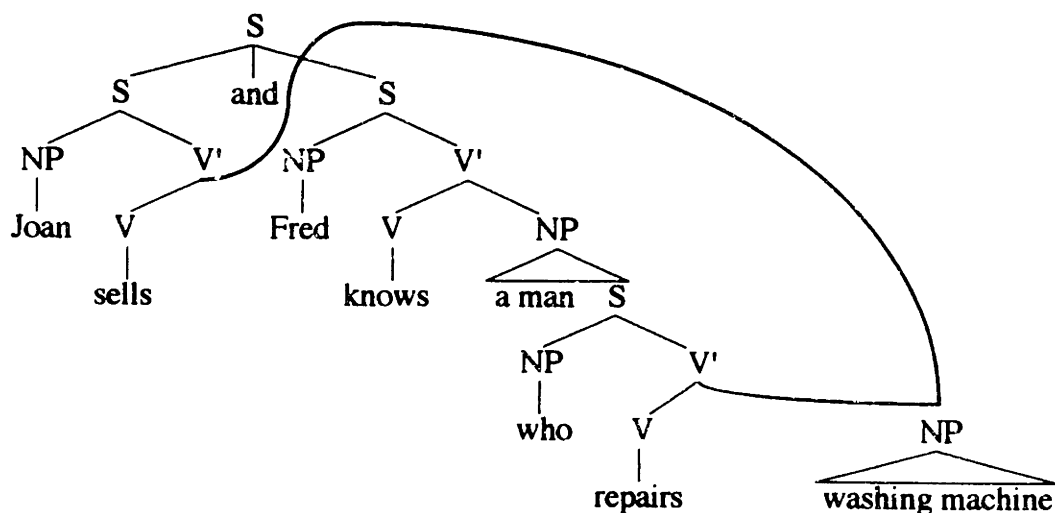 S
S and S
NP V' NP V'
Joan V Fred V NP
sells knows a man S
NP V'
who V NP
repairs washing machine